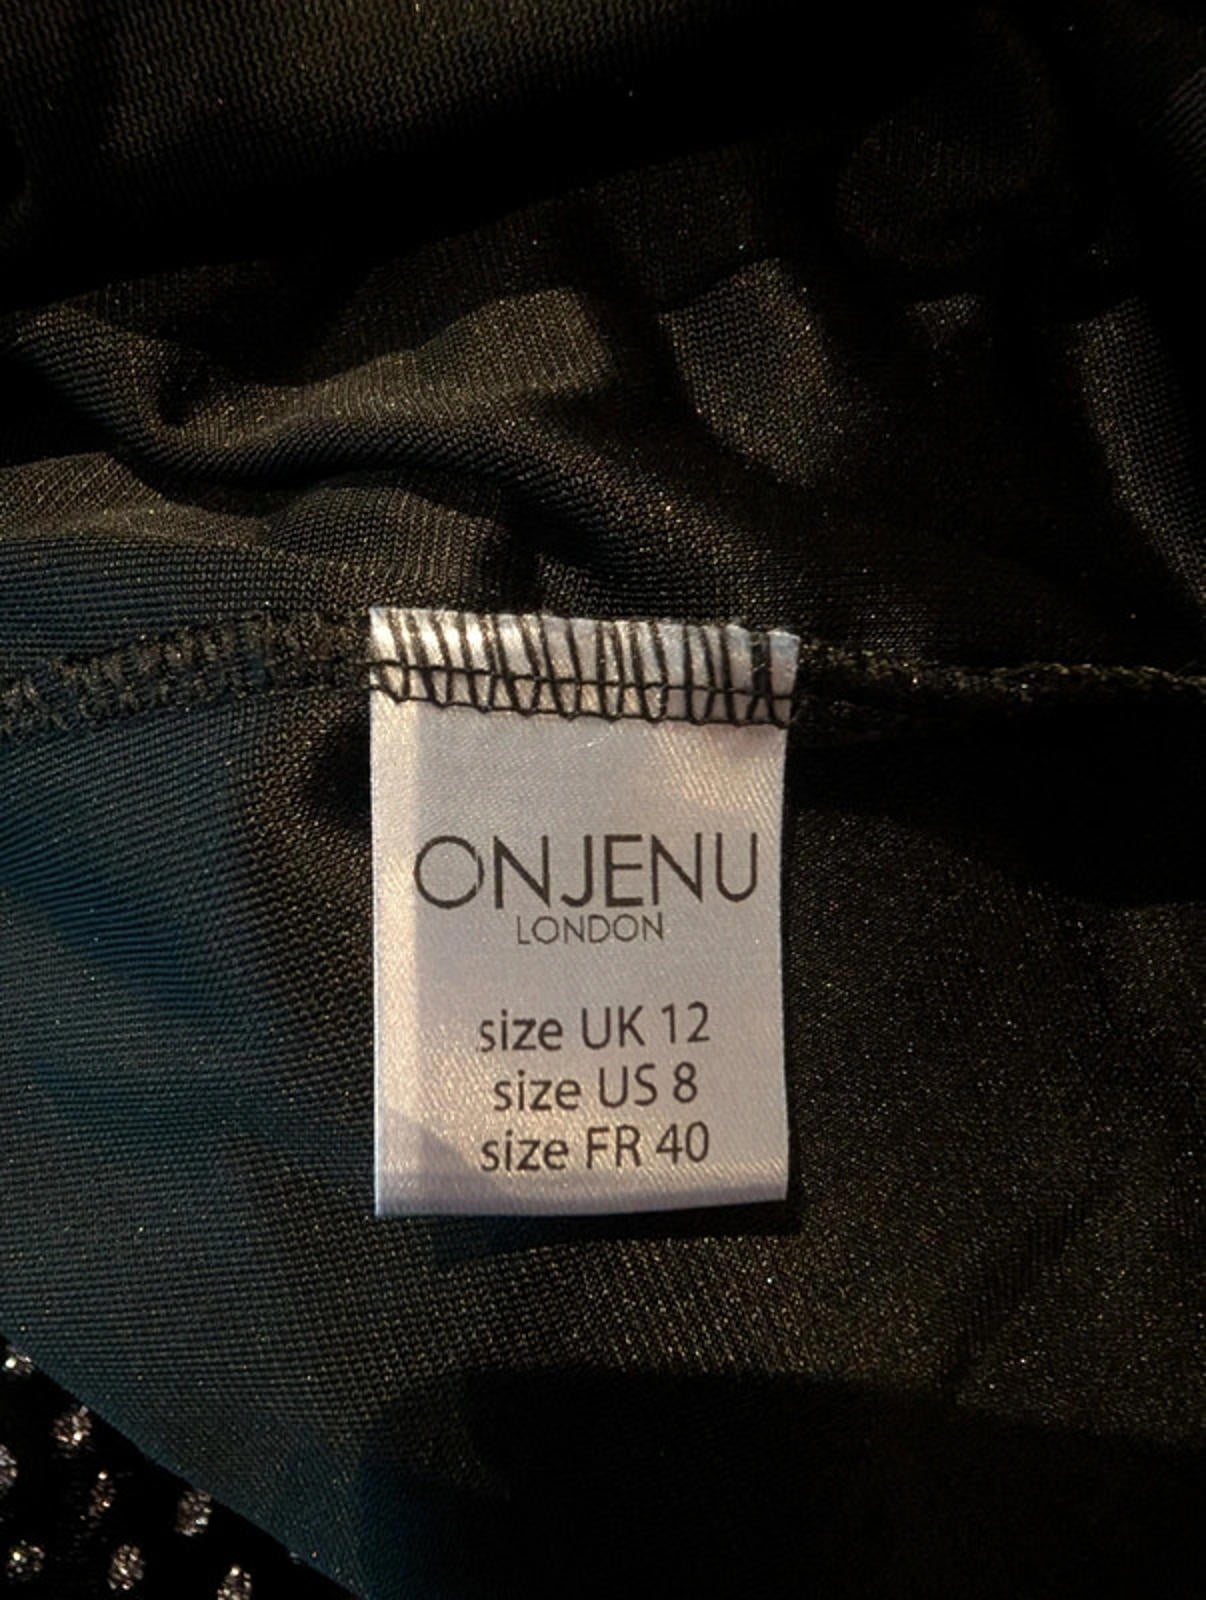 ONJENU
LONDON
size UK 12
size US 8
size FR 40